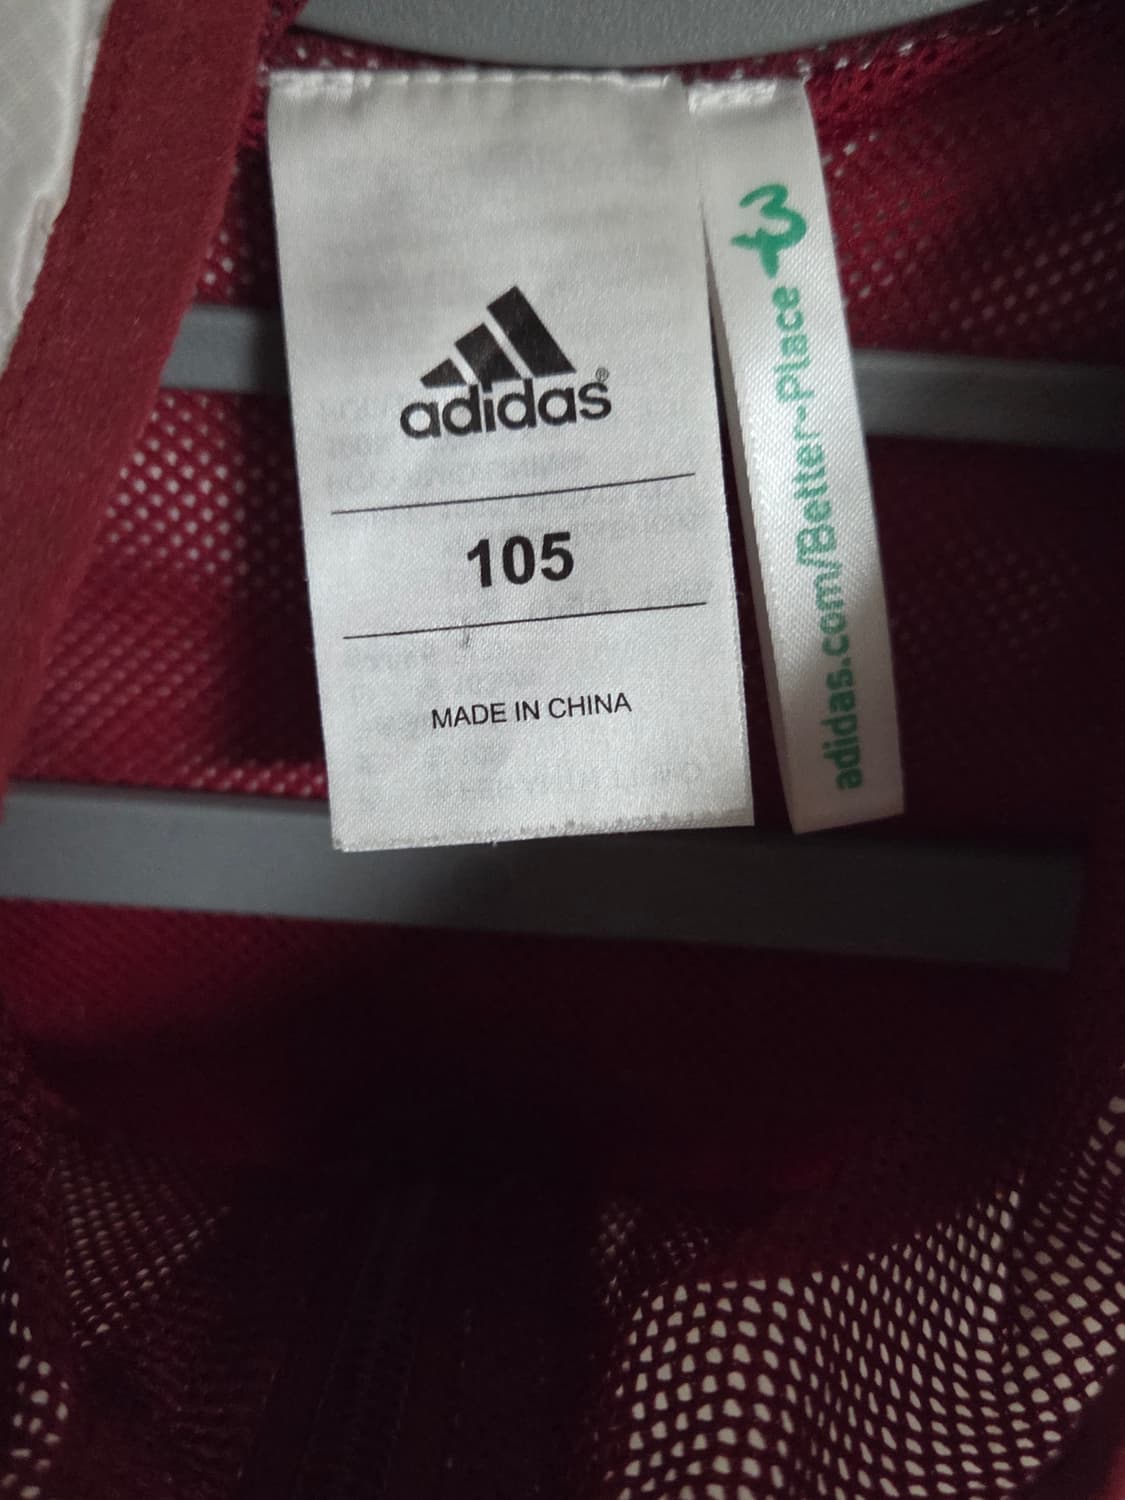 adidas®
105
MADE IN CHINA
adidas.com/Better-Place